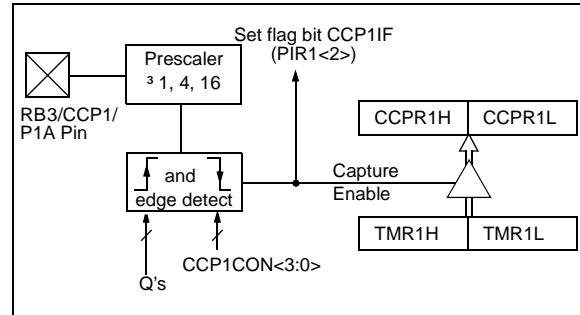 Set flag bit CCP1IF
(PIR1<2>)
Prescaler
³ 1, 4, 16
RB3/CCP1/
P1A Pin
CCPR1H CCPR1L
and
edge detect
Capture
Enable
TMR1H TMR1L
CCP1CON<3:0>
Q's